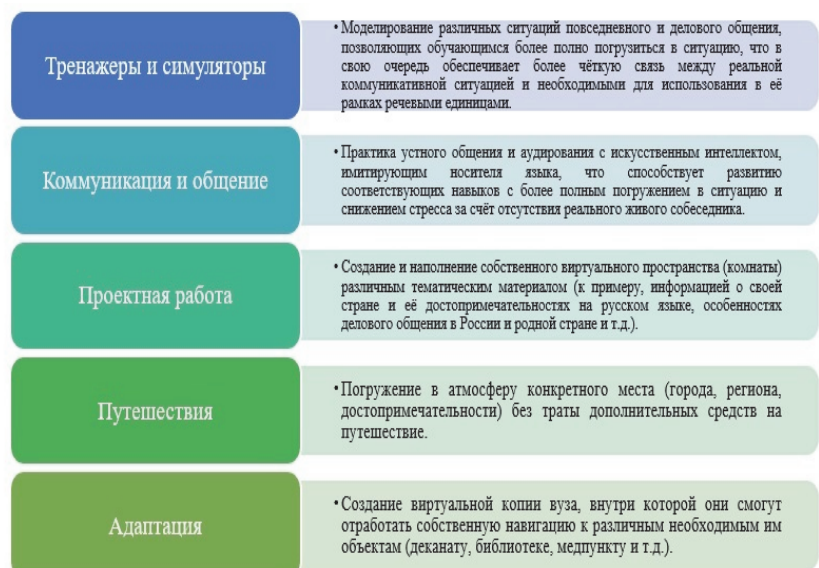 Тренажеры и симуляторы
• Моделирование различных ситуаций повседневного и делового общения,
позволяющих обучающимся более полно погрузиться в ситуацию, что в
свою очередь обеспечивает более чёткую связь между реальной
коммуникативной ситуацией и необходимыми для использования в её
рамках речевыми единицами.
Коммуникация и общение
• Практика устного общения и аудирования с искусственным интеллектом,
имитирующим носителя языка, что способствует развитию
соответствующих навыков с более полным погружением в ситуацию и
снижением стресса за счёт отсутствия реального живого собеседника.
Проектная работа
• Создание и наполнение собственного виртуального пространства (комнаты)
различным тематическим материалом (к примеру, информацией о своей
стране и её достопримечательностях на русском языке, особенностях
делового общения в России и родной стране и т.д.).
Путешествия
• Погружение в атмосферу конкретного места (города, региона,
достопримечательности) без траты дополнительных средств на
путешествие.
Адаптация
• Создание виртуальной копии вуза, внутри которой они смогут
отработать собственную навигацию к различным необходимым им
объектам (деканату, библиотеке, медпункту и т.д.).